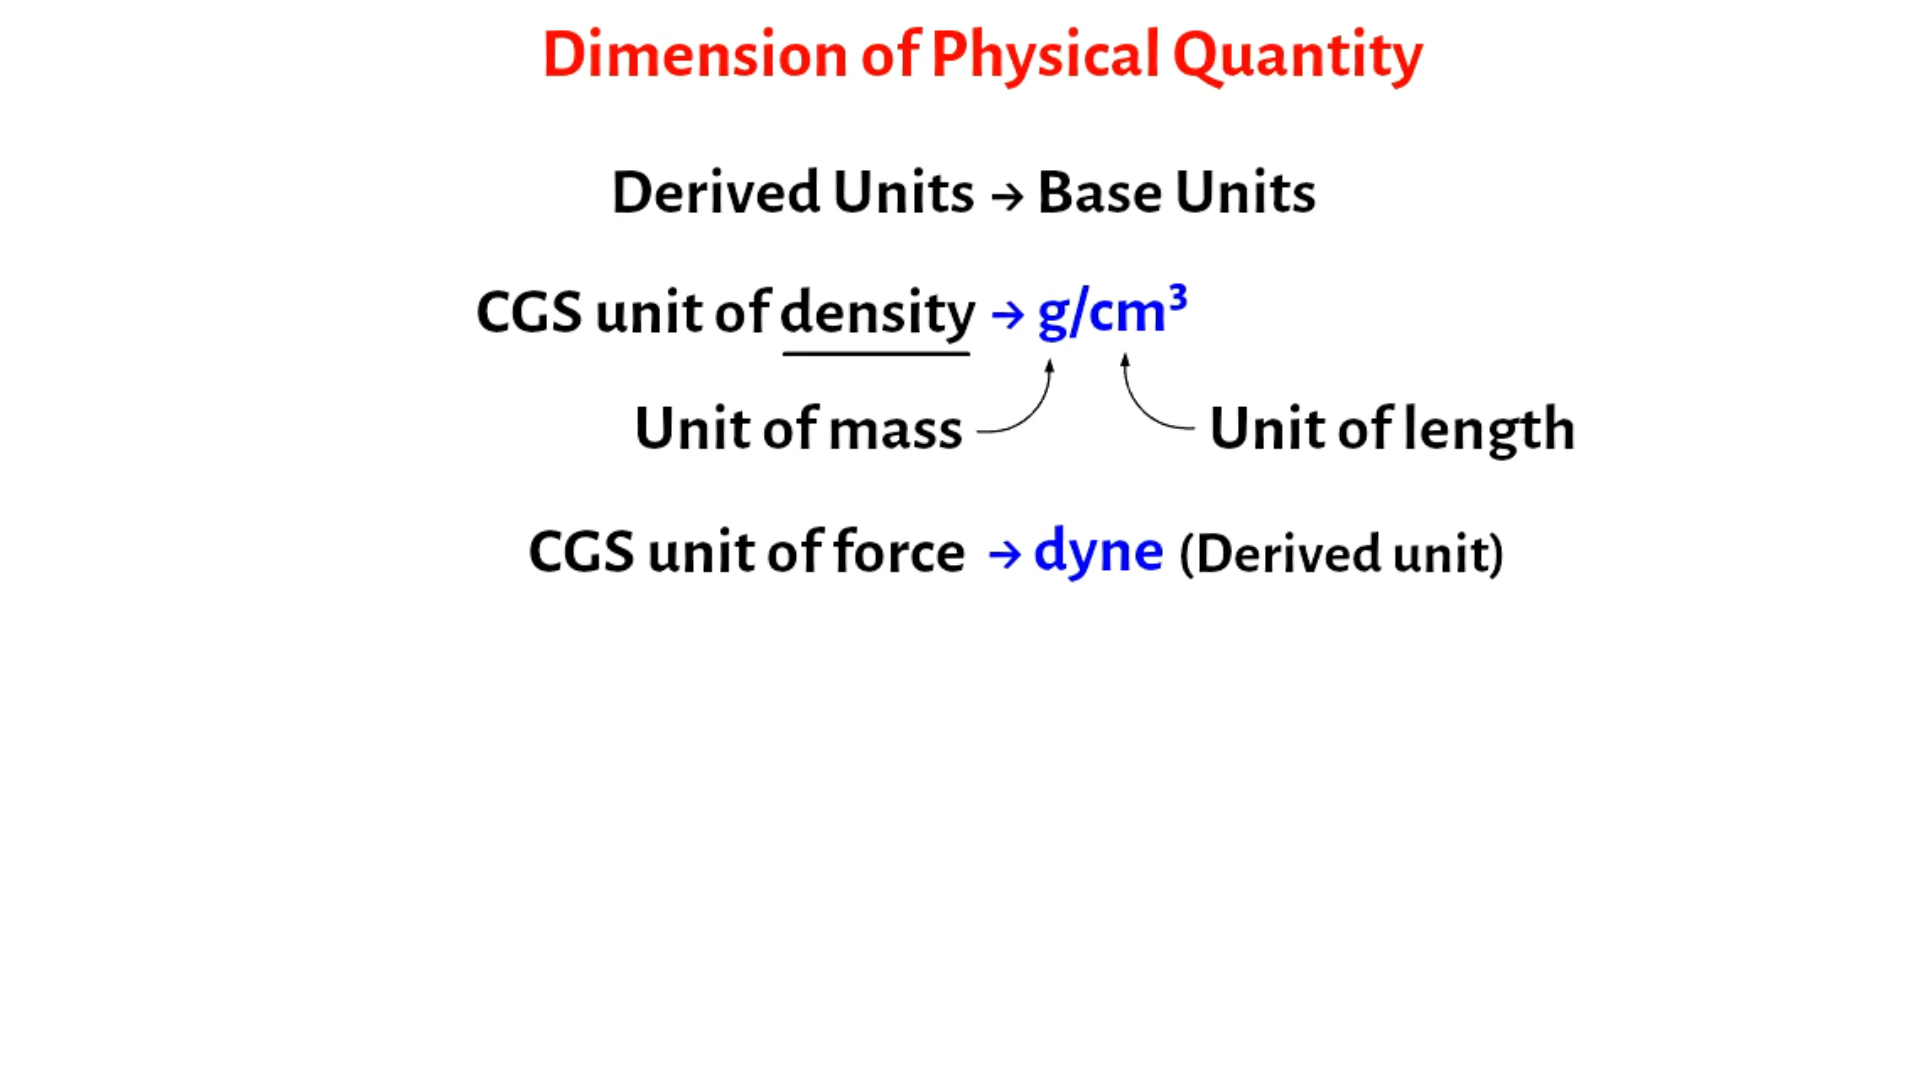 Dimension of Physical Quantity
Derived Units → Base Units
CGS unit of density → g/cm³
Unit of mass Unit of length
CGS unit of force → dyne (Derived unit)